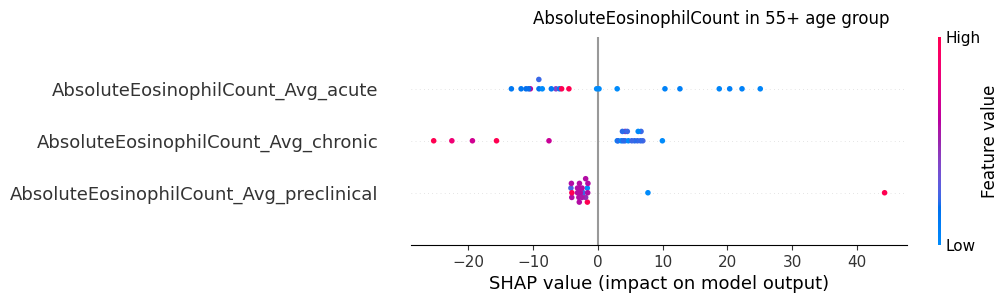 AbsoluteEosinophilCount in 55+ age group
High
AbsoluteEosinophilCount_Avg_acute
AbsoluteEosinophilCount_Avg_chronic
Feature value
AbsoluteEosinophilCount_Avg_preclinical
Low
−20 −10 0 10 20 30 40
SHAP value (impact on model output)